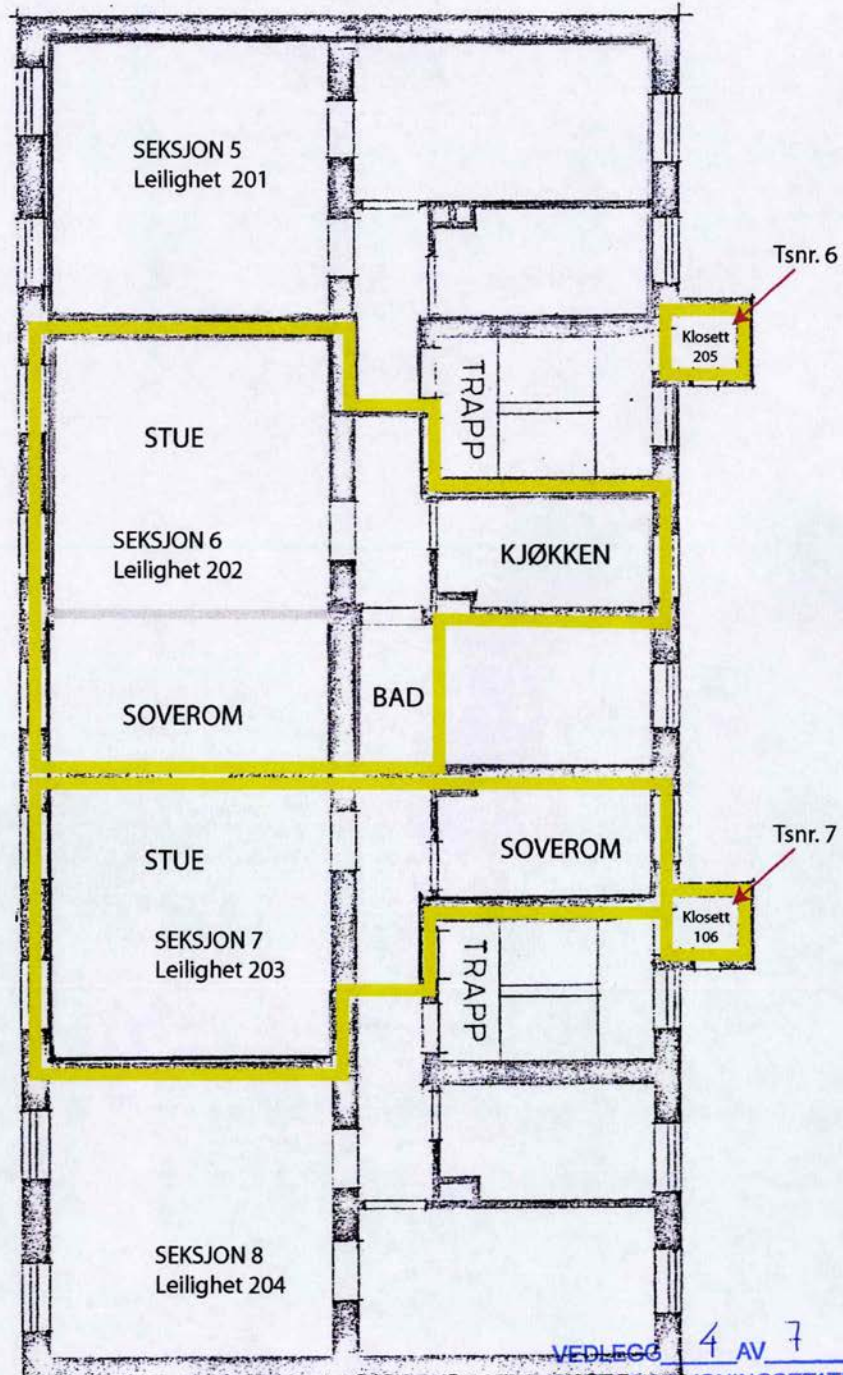 SEKSJON 5
Leilighet 201
Tsnr. 6
Klosett
205
TRAPP
STUE
SEKSJON 6
Leilighet 202
KJØKKEN
SOVEROM
BAD
STUE
SOVEROM
Tsnr. 7
Klosett
106
SEKSJON 7
Leilighet 203
TRAPP
SEKSJON 8
Leilighet 204
VEDLEGG 4 AV 7